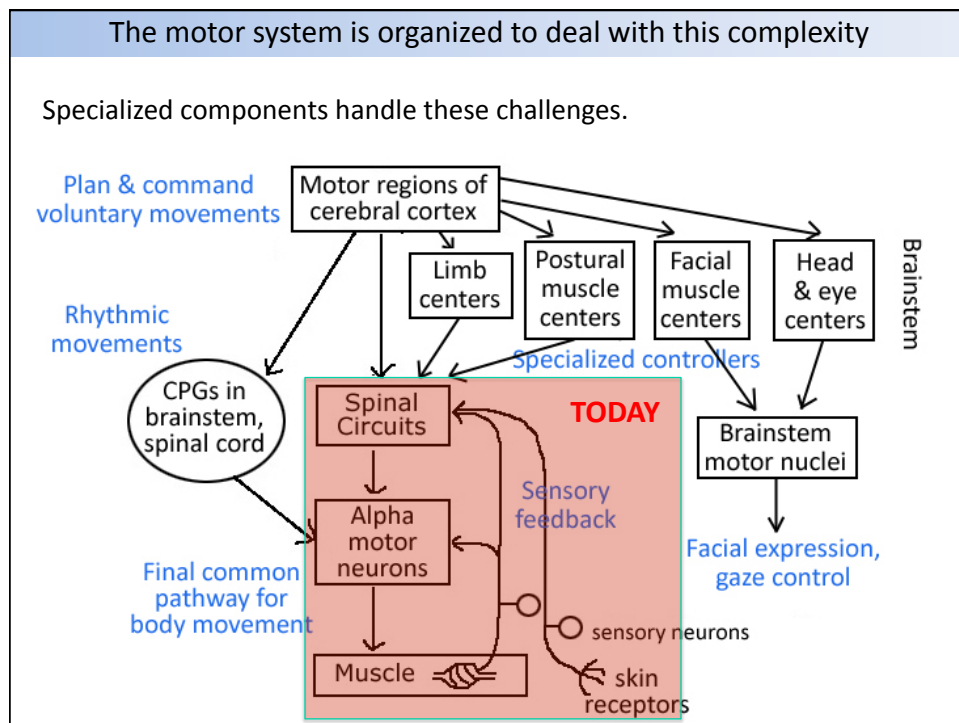 The motor system is organized to deal with this complexity
Specialized components handle these challenges.
Plan & command
voluntary movements
Motor regions of
cerebral cortex
Limb
centers
Postural
muscle
centers
Facial
muscle
centers
Head
& eye
centers
Brainstem
Rhythmic
movements
Specialized controllers
CPGs in
brainstem,
spinal cord
Spinal
Circuits
TODAY
Brainstem
motor nuclei
Sensory
feedback
Alpha
motor
neurons
Facial expression,
gaze control
Final common
pathway for
body movement
sensory neurons
Muscle
skin
receptors